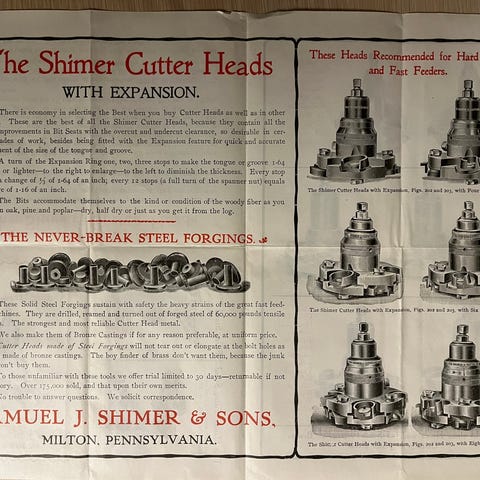 The Shimer Cutter Heads
WITH EXPANSION.
There is economy in selecting the Best when you buy Cutter Heads as well as in other
These are the best of all the Shimer Cutter Heads, because they contain all the
improvements in Bit Seats with the overcut and undercut clearance, so desirable in cer-
grades of work, besides being fitted with the Expansion feature for quick and accurate
ment of the size of the tongue and groove.
A turn of the Expansion Ring one, two, three stops to make the tongue or groove 1-64
or lighter—to the right to enlarge—to the left to diminish the thickness. Every stop
a change of of 1-64 of an inch; every 12 stops (a full turn of the spanner nut) equals
of 1-16 of an inch.
The Bits accomodate themselves to the kind or condition of the woody fiber as you
oak, pine and poplar—dry, half dry or just as you get it from the log.
THE NEVER-BREAK STEEL FORGINGS.
These Solid Steel Forgings sustain with safety the heavy strains of the great fast feed-
machines. They are drilled, reamed and turned out of forged steel of 60,000 pounds tensile
The strongest and most reliable Cutter Head metal.
We also make them of Bronze Castings if for any reason preferable, at uniform price.
Cutter Heads made of Steel Forgings will not tear out or elongate at the bolt holes as
made of bronze castings. The boy finder of brass don't want them, because the junk
won't buy them.
To those unfamiliar with these we offer trial limited to 30 days—returnable if not
Over 175,000 sold, and that upon their own merits.
No trouble to answer questions. We solicit correspondence.
SAMUEL J. SHIMER & SONS,
MILTON, PENNSYLVANIA.
These Heads Recommended for Hard
and Fast Feeders.
The Shimer Cutter Heads with Expansion, Figs. 202 and 203, with Four
The Shimer Cutter Heads with Expansion, Figs. 202 and 203, with Six
The Shimer Cutter Heads with Expansion, Figs. 202 and 203, with Eight